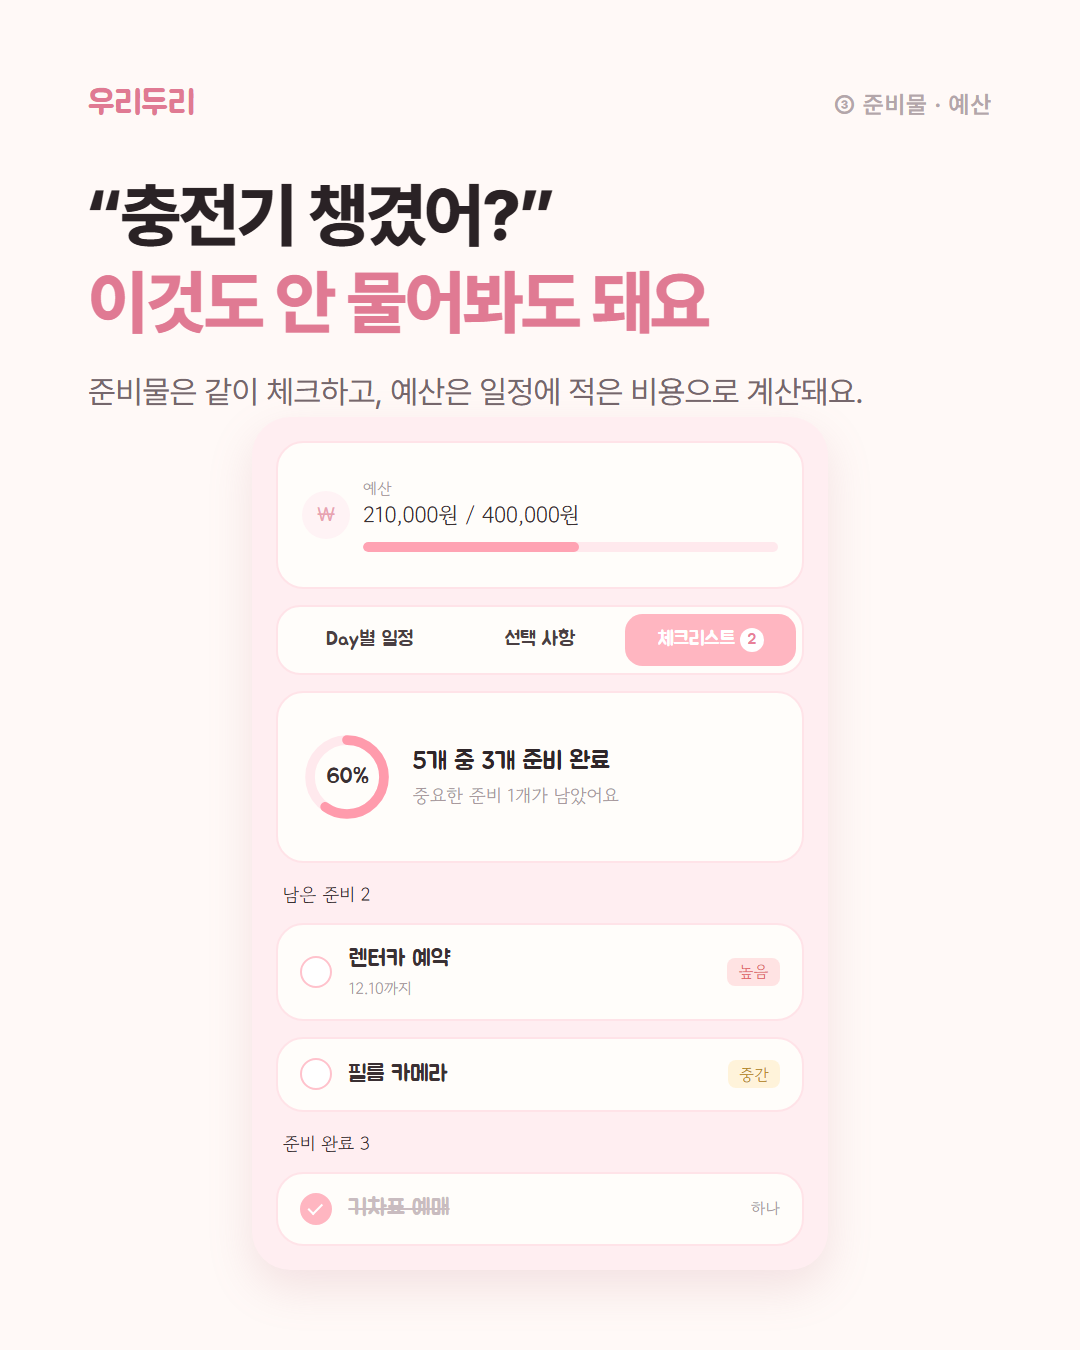 우리두리
③ 준비물 · 예산
“충전기 챙겼어?”
이것도 안 물어봐도 돼요
준비물은 같이 체크하고, 예산은 일정에 적은 비용으로 계산돼요.
예산
₩
210,000원 / 400,000원
Day별 일정
선택 사항
체크리스트 2
60%
5개 중 3개 준비 완료
중요한 준비 1개가 남았어요
남은 준비 2
렌터카 예약
높음
12.10까지
필름 카메라
중간
준비 완료 3
기차표 예매
하나